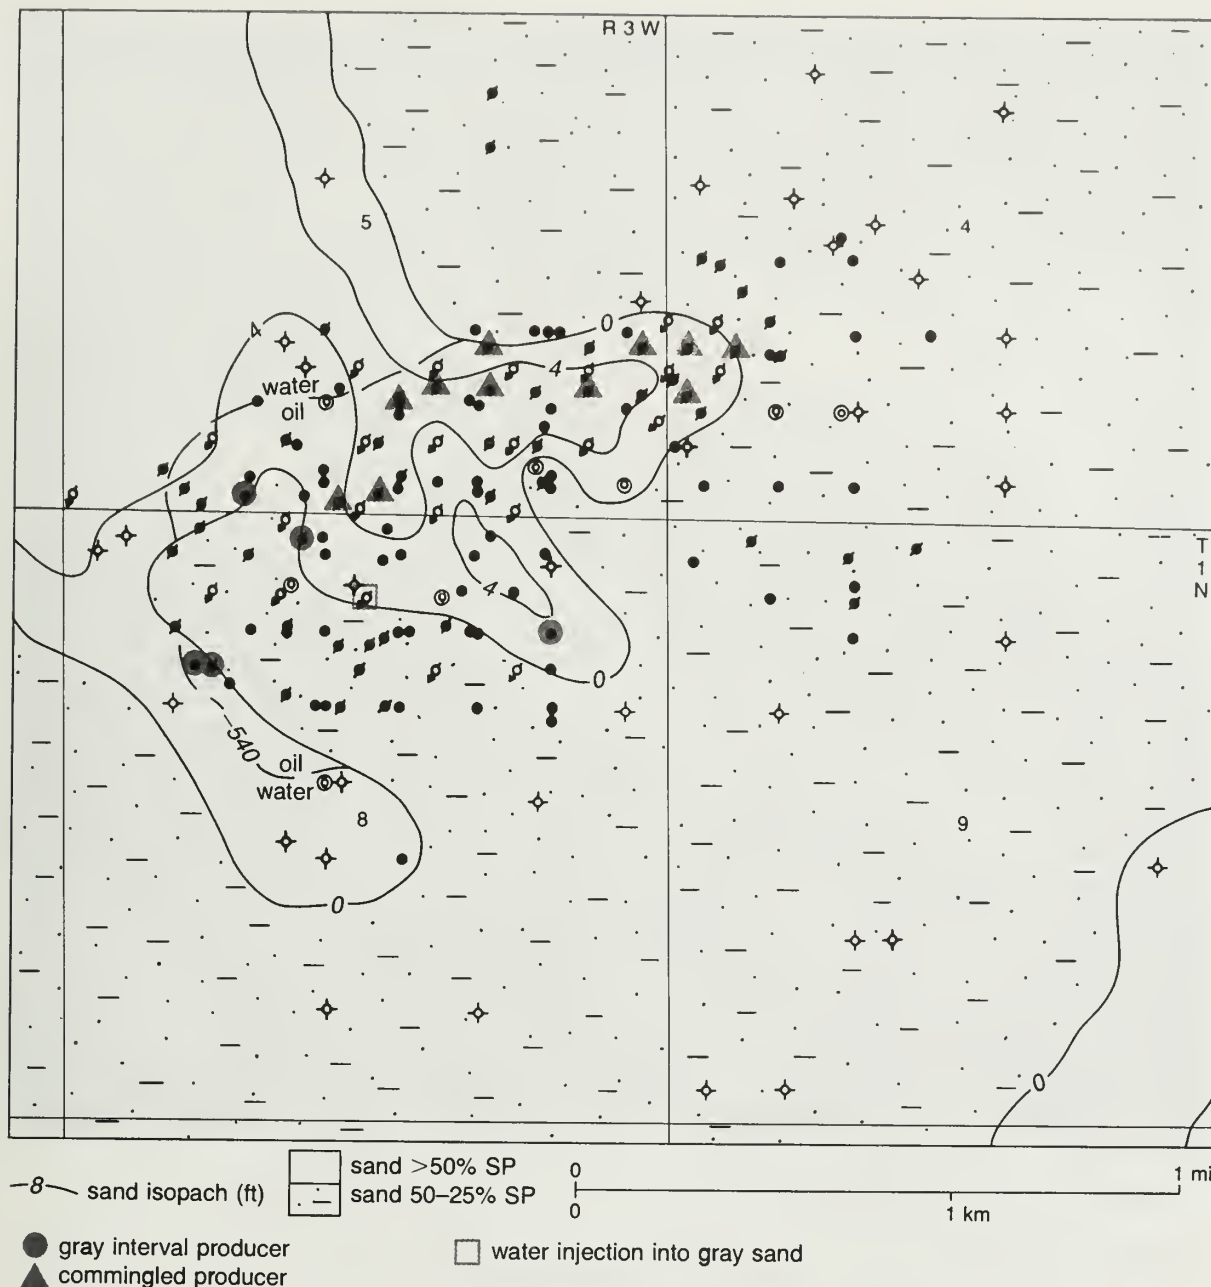 R 3 W
5
4
0
4
water
oil
4
T
1
N
4
0
-540
oil
water
8
9
0
0
-8- sand isopach (ft)
sand >50% SP
sand 50–25% SP
0
1 mi
0
1 km
gray interval producer
commingled producer
water injection into gray sand